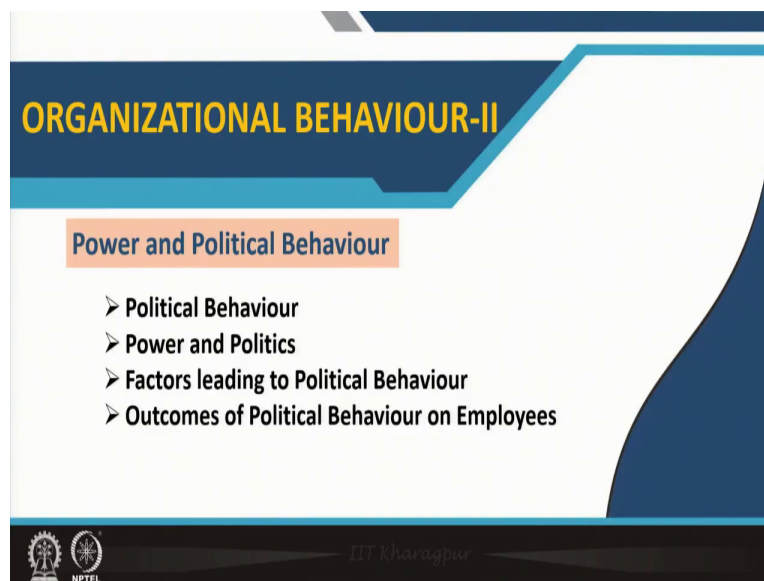 ORGANIZATIONAL BEHAVIOUR-II
Power and Political Behaviour
➢ Political Behaviour
➢ Power and Politics
➢ Factors leading to Political Behaviour
➢ Outcomes of Political Behaviour on Employees
IIT Kharagpur
NPTEL